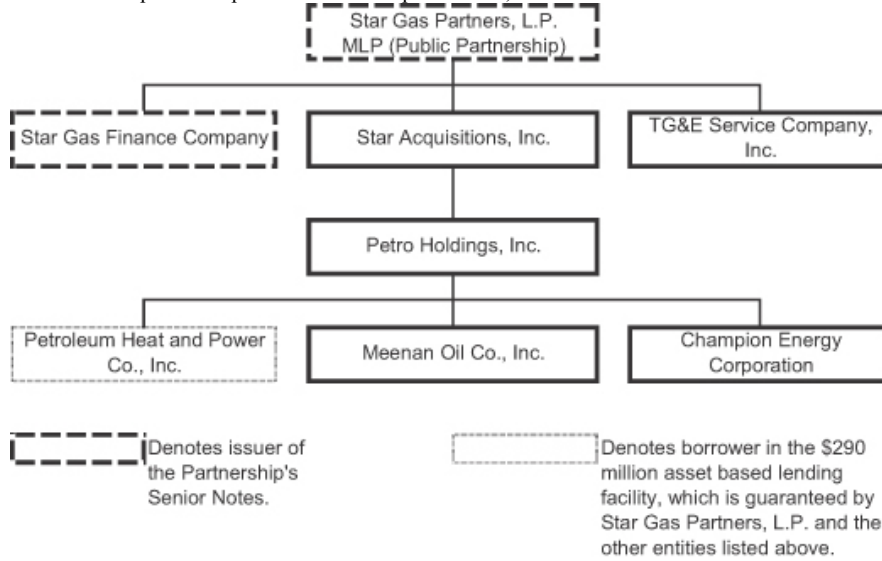 Star Gas Partners, L.P.
MLP (Public Partnership)
Star Gas Finance Company
Star Acquisitions, Inc.
TG&E Service Company,
Inc.
Petro Holdings, Inc.
Petroleum Heat and Power
Co., Inc.
Meenan Oil Co., Inc.
Champion Energy
Corporation
Denotes issuer of
the Partnership's
Senior Notes.
Denotes borrower in the $290
million asset based lending
facility, which is guaranteed by
Star Gas Partners, L.P. and the
other entities listed above.